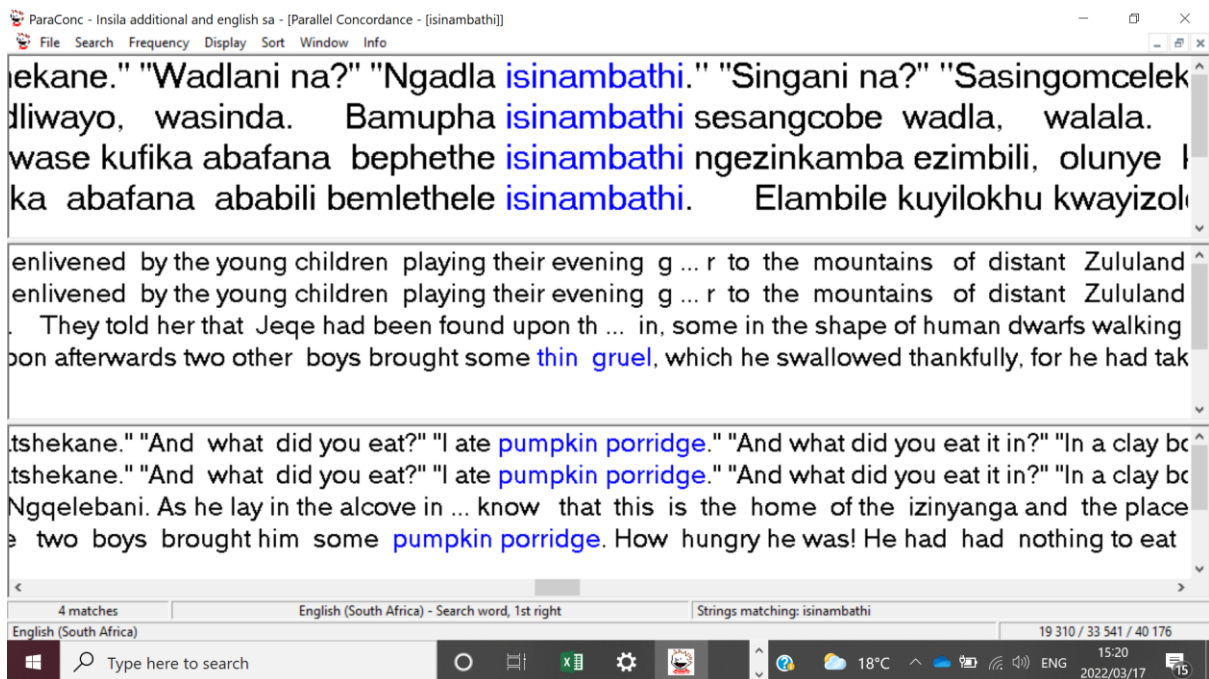 ParaConc - Insila additional and english sa - [Parallel Concordance - [isinambathi]]
File Search Frequency Display Sort Window Info
ekane." "Wadlani na?" "Ngadla isinambathi." "Singani na?" "Sasingomcelek
dliwayo, wasinda. Bamupha isinambathi sesangcobe wadla, walala.
wase kufika abafana bephethe isinambathi ngezinkamba ezimbili, olunye
ka abafana ababili bemlethele isinambathi. Elambile kuyilokhu kwayizol
enlivened by the young children playing their evening g ... r to the mountains of distant Zululand
enlivened by the young children playing their evening g ... r to the mountains of distant Zululand
. They told her that Jeqe had been found upon th ... in, some in the shape of human dwarfs walking
oon afterwards two other boys brought some thin gruel, which he swallowed thankfully, for he had tak
tshekane." "And what did you eat?" "I ate pumpkin porridge." "And what did you eat it in?" "In a clay bo
tshekane." "And what did you eat?" "I ate pumpkin porridge." "And what did you eat it in?" "In a clay bo
Ngqelebani. As he lay in the alcove in ... know that this is the home of the izinyanga and the place
e two boys brought him some pumpkin porridge. How hungry he was! He had had nothing to eat
4 matches English (South Africa) - Search word, 1st right Strings matching: isinambathi
English (South Africa) 19 310 / 33 541 / 40 176
Type here to search 18°C ENG 15:20
2022/03/17 15